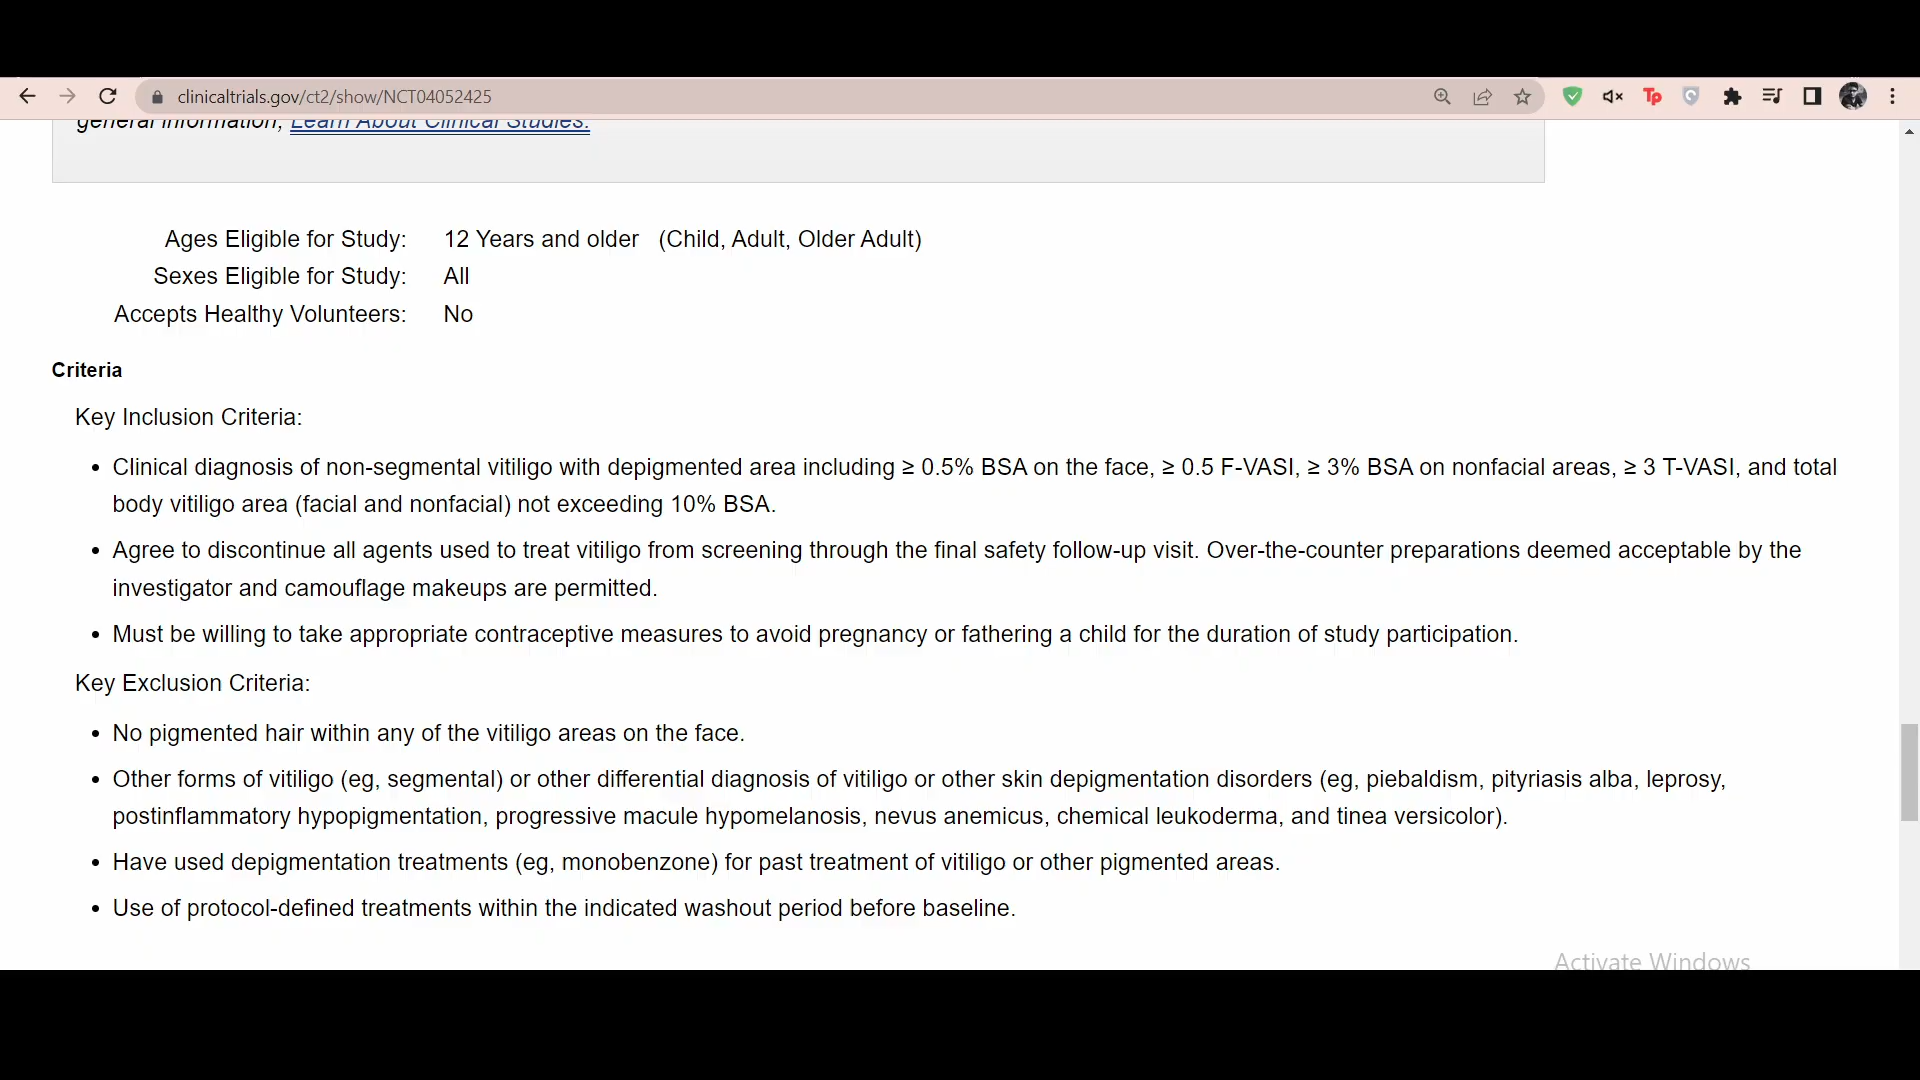 clinicaltrials.gov/ct2/show/NCT04052425
Tp
general information, Learn About Clinical Studies.
Ages Eligible for Study: 12 Years and older (Child, Adult, Older Adult)
Sexes Eligible for Study: All
Accepts Healthy Volunteers: No
Criteria
Key Inclusion Criteria:
• Clinical diagnosis of non-segmental vitiligo with depigmented area including ≥ 0.5% BSA on the face, ≥ 0.5 F-VASI, ≥ 3% BSA on nonfacial areas, ≥ 3 T-VASI, and total
body vitiligo area (facial and nonfacial) not exceeding 10% BSA.
• Agree to discontinue all agents used to treat vitiligo from screening through the final safety follow-up visit. Over-the-counter preparations deemed acceptable by the
investigator and camouflage makeups are permitted.
• Must be willing to take appropriate contraceptive measures to avoid pregnancy or fathering a child for the duration of study participation.
Key Exclusion Criteria:
• No pigmented hair within any of the vitiligo areas on the face.
• Other forms of vitiligo (eg, segmental) or other differential diagnosis of vitiligo or other skin depigmentation disorders (eg, piebaldism, pityriasis alba, leprosy,
postinflammatory hypopigmentation, progressive macule hypomelanosis, nevus anemicus, chemical leukoderma, and tinea versicolor).
• Have used depigmentation treatments (eg, monobenzone) for past treatment of vitiligo or other pigmented areas.
• Use of protocol-defined treatments within the indicated washout period before baseline.
Activate Windows